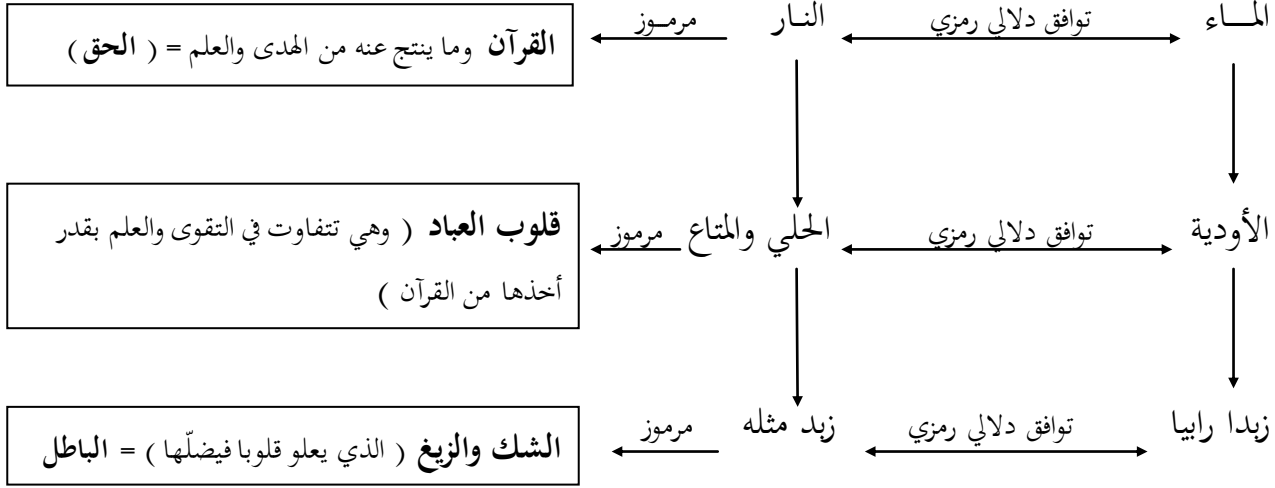 المـــاء توافق دلالي رمزي النـار مرمـوز القرآن وما ينتج عنه من الهدى والعلم = ( الحق )
الأودية توافق دلالي رمزي الحلي والمتاع مرموز قلوب العباد ( وهي تتفاوت في التقوى والعلم بقدر
أخذها من القرآن )
زبدا رابيا توافق دلالي رمزي زبد مثله مرموز الشك والزيغ ( الذي يعلو قلوبا فيضلّها ) = الباطل